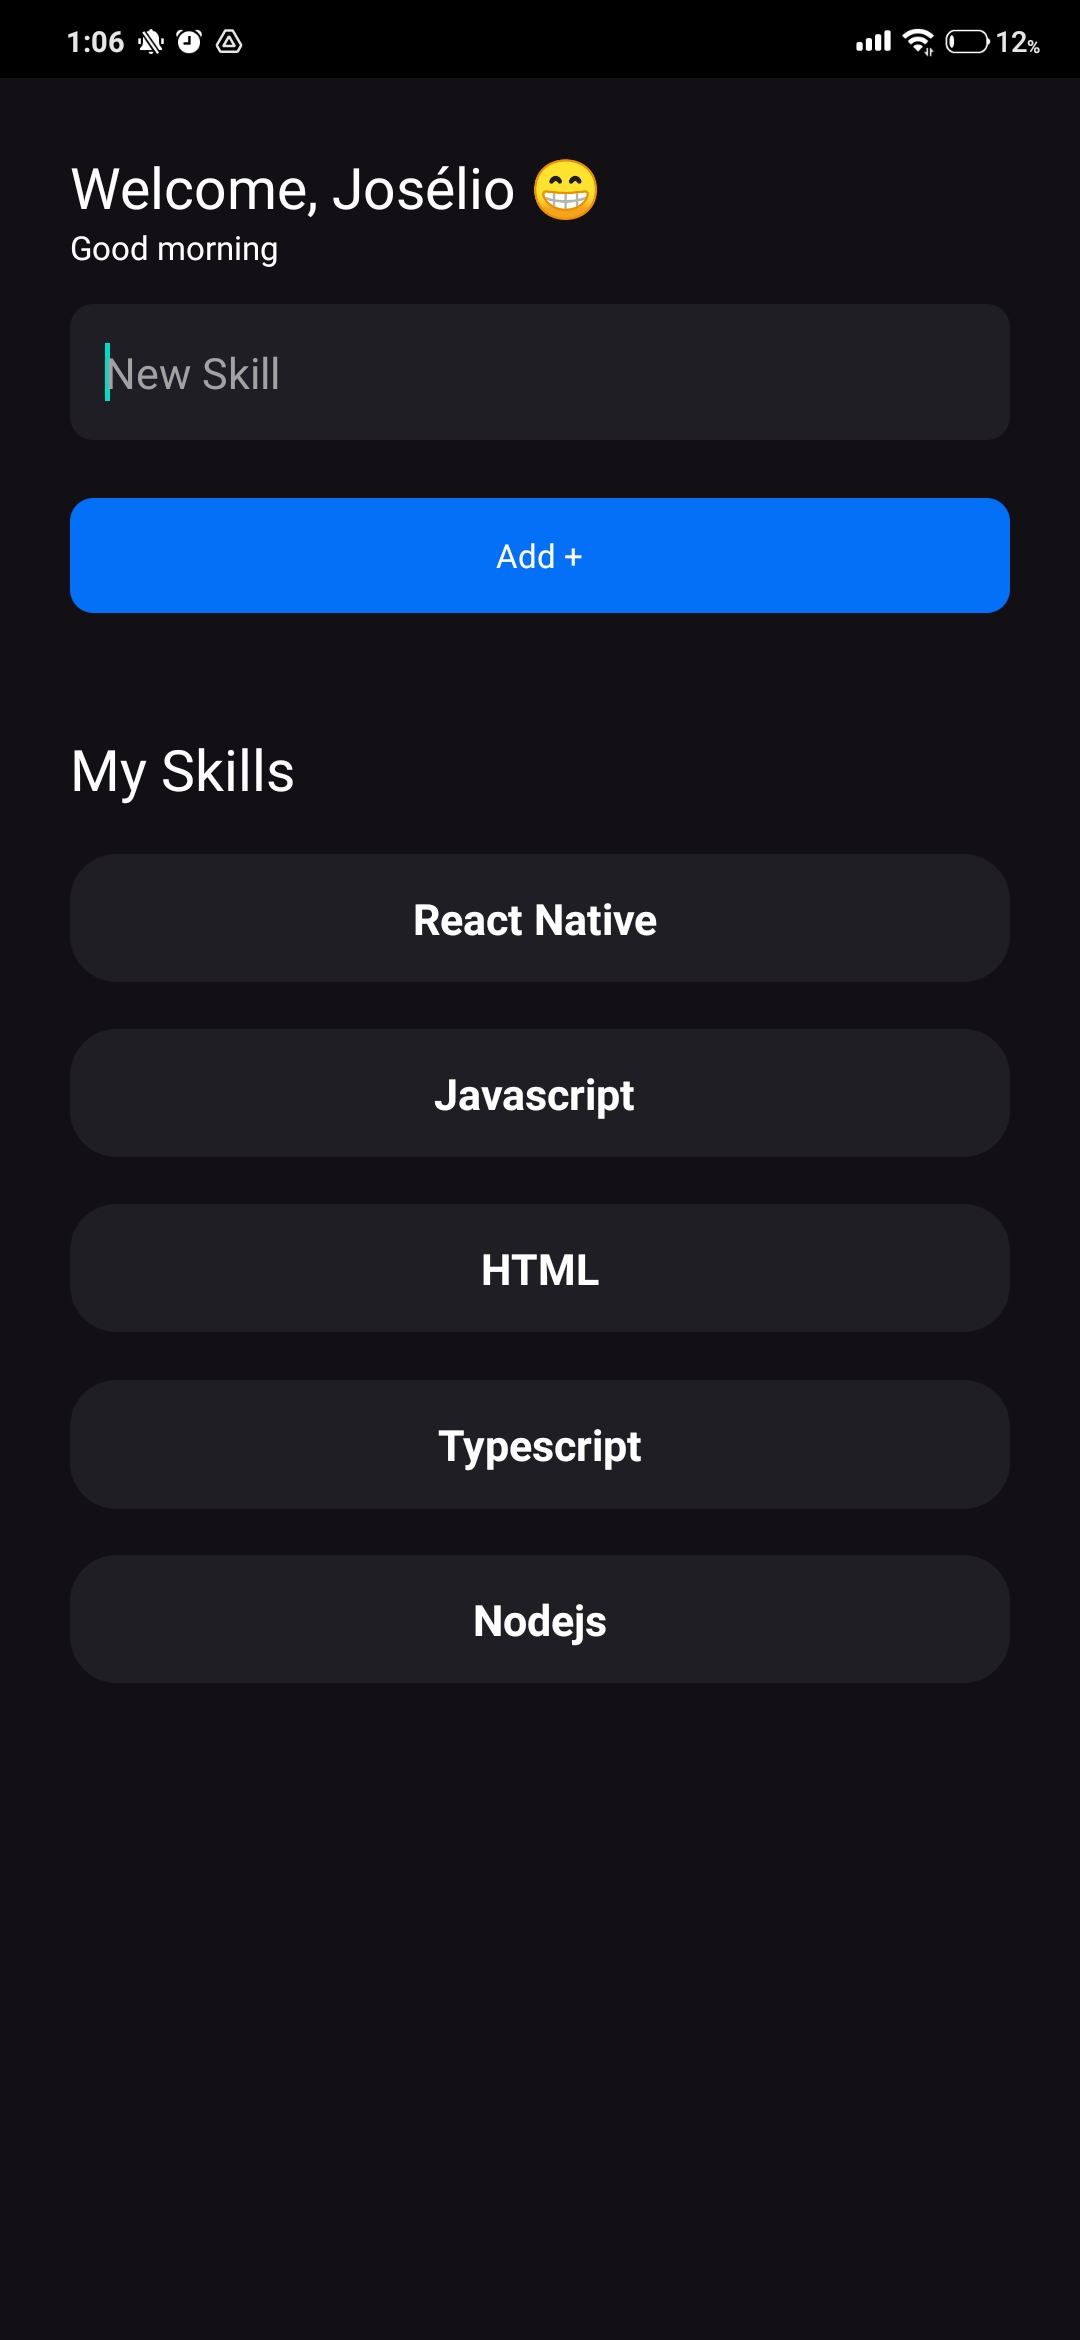 1:06 12%
Welcome, Josélio 😁
Good morning
New Skill
Add +
My Skills
React Native
Javascript
HTML
Typescript
Nodejs